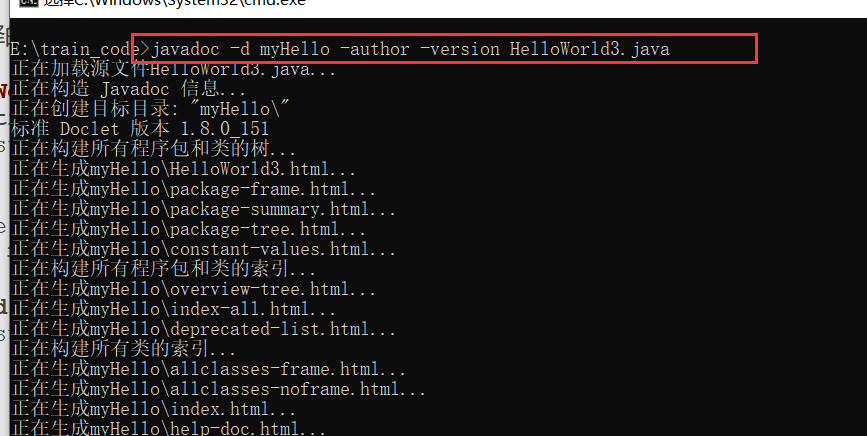 选择C:\Windows\system32\cmd.exe
E:\train_code>javadoc -d myHello -author -version HelloWorld3.java
正在加载源文件HelloWorld3.java...
正在构造 Javadoc 信息...
正在创建目标目录: "myHello\"
标准 Doclet 版本 1.8.0_151
正在构建所有程序包和类的树...
正在生成myHello\HelloWorld3.html...
正在生成myHello\package-frame.html...
正在生成myHello\package-summary.html...
正在生成myHello\package-tree.html...
正在生成myHello\constant-values.html...
正在构建所有程序包和类的索引...
正在生成myHello\overview-tree.html...
正在生成myHello\index-all.html...
正在生成myHello\deprecated-list.html...
正在构建所有类的索引...
正在生成myHello\allclasses-frame.html...
正在生成myHello\allclasses-noframe.html...
正在生成myHello\index.html...
正在生成myHello\help-doc.html...